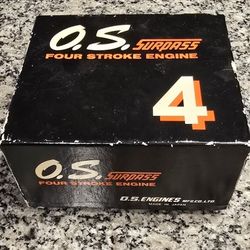 O.S. SURPASS
FOUR STROKE ENGINE
4
O.S. SURPASS
FOUR STROKE ENGINE
O.S.ENGINES MFG.CO.LTD.
MADE IN JAPAN